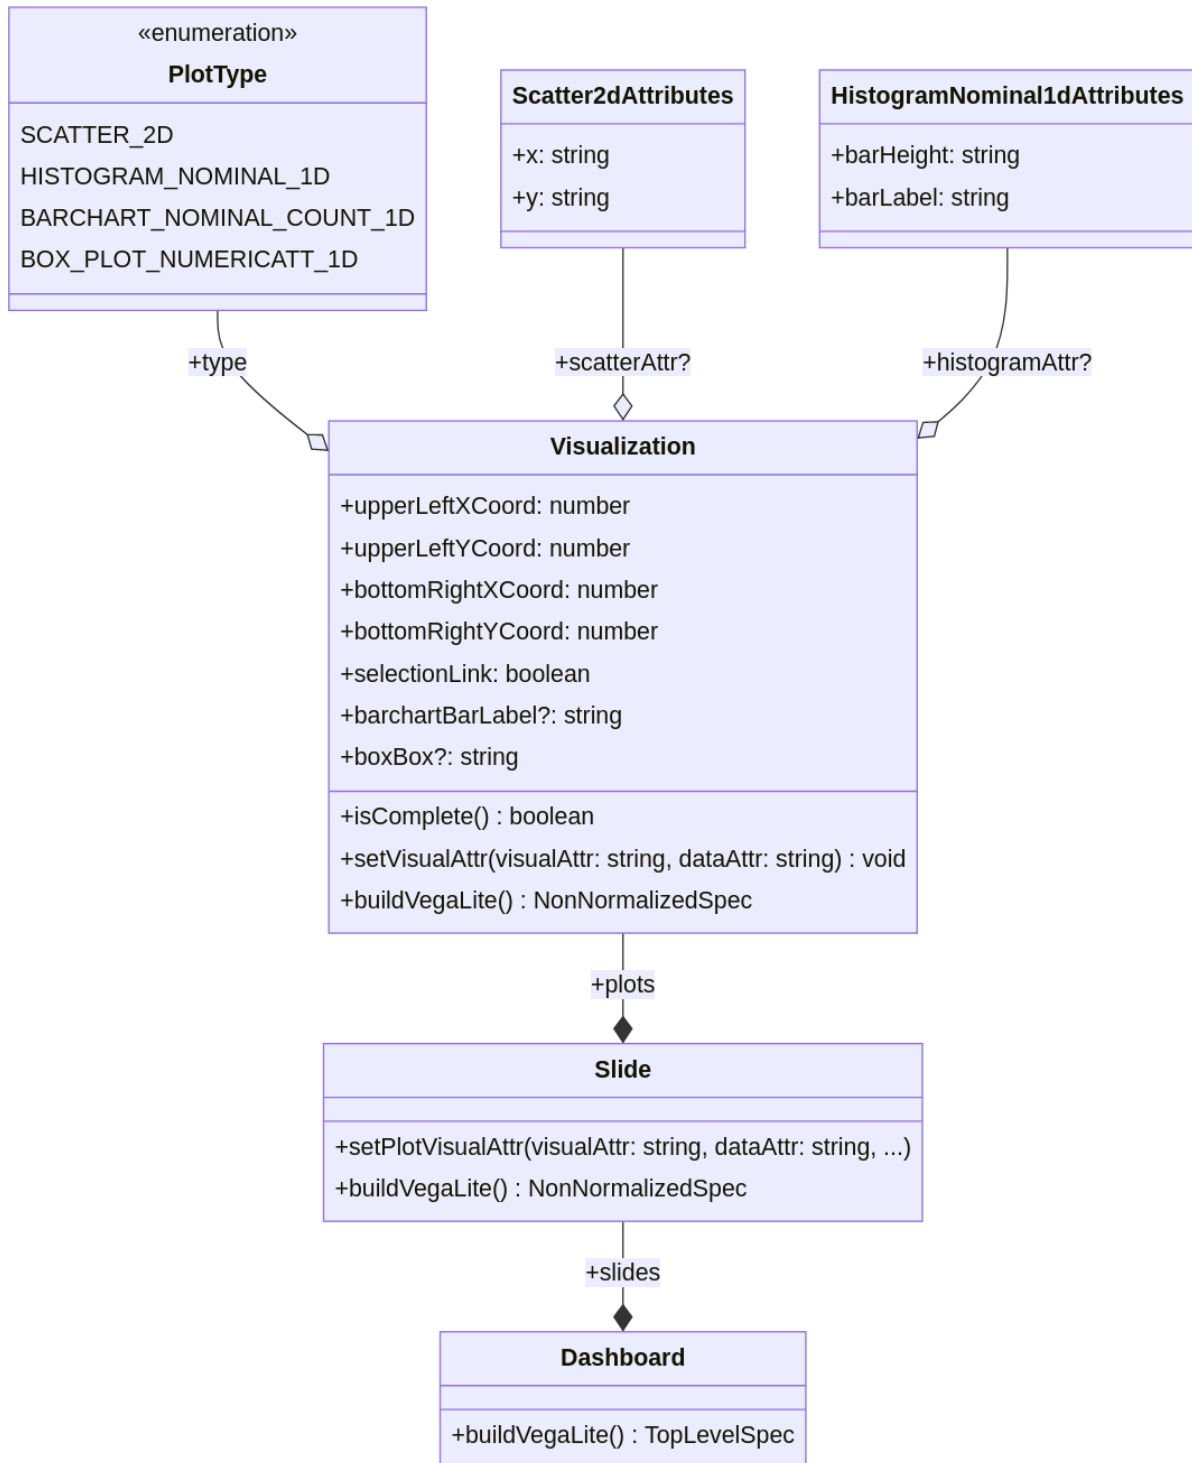 «enumeration»
PlotType
SCATTER_2D
HISTOGRAM_NOMINAL_1D
BARCHART_NOMINAL_COUNT_1D
BOX_PLOT_NUMERICATT_1D
Scatter2dAttributes
+x: string
+y: string
HistogramNominal1dAttributes
+barHeight: string
+barLabel: string
+type
+scatterAttr?
+histogramAttr?
Visualization
+upperLeftXCoord: number
+upperLeftYCoord: number
+bottomRightXCoord: number
+bottomRightYCoord: number
+selectionLink: boolean
+barchartBarLabel?: string
+boxBox?: string
+isComplete() : boolean
+setVisualAttr(visualAttr: string, dataAttr: string) : void
+buildVegaLite() : NonNormalizedSpec
+plots
Slide
+setPlotVisualAttr(visualAttr: string, dataAttr: string, ...)
+buildVegaLite() : NonNormalizedSpec
+slides
Dashboard
+buildVegaLite() : TopLevelSpec